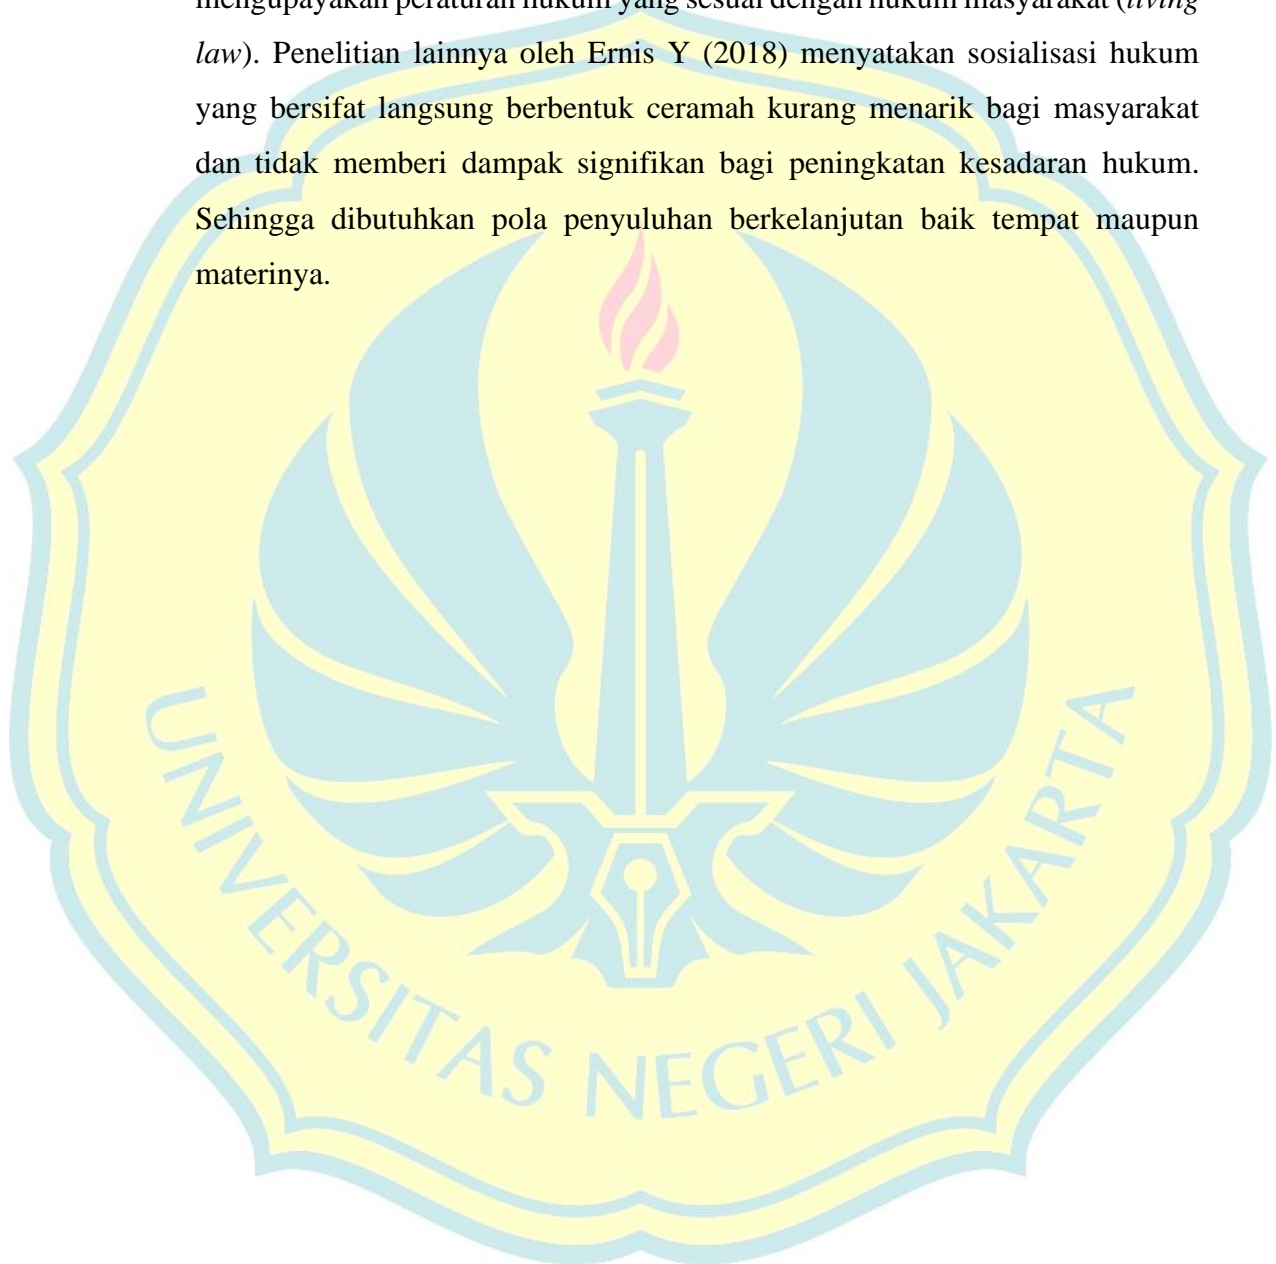 mengupayakan peraturan hukum yang sesuai dengan hukum masyarakat (living
law). Penelitian lainnya oleh Ernis Y (2018) menyatakan sosialisasi hukum
yang bersifat langsung berbentuk ceramah kurang menarik bagi masyarakat
dan tidak memberi dampak signifikan bagi peningkatan kesadaran hukum.
Sehingga dibutuhkan pola penyuluhan berkelanjutan baik tempat maupun
materinya.
UNIVERSITAS NEGERI JAKARTA